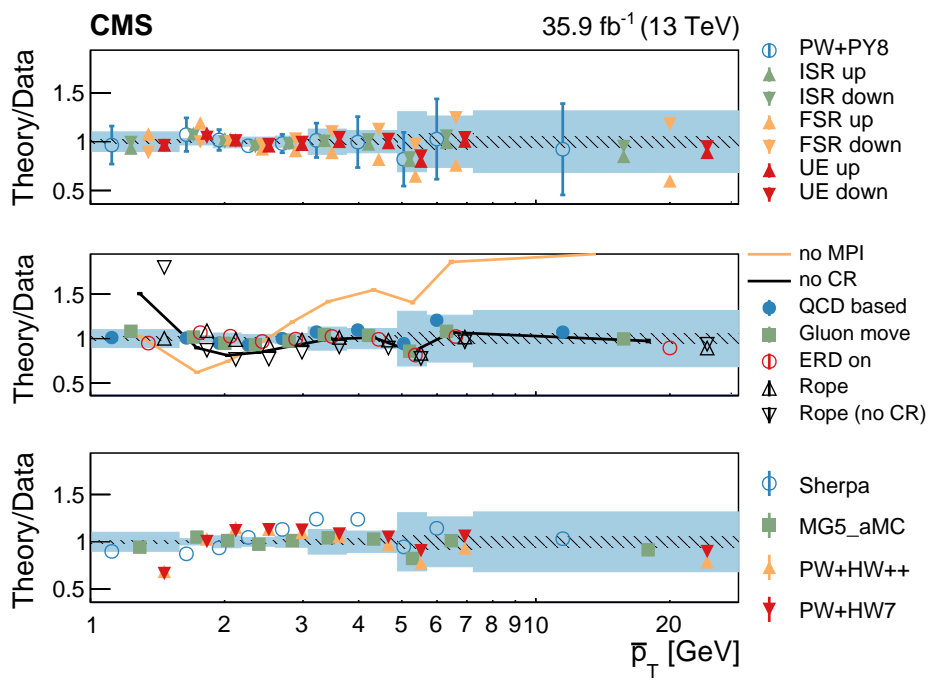 CMS 35.9 fb⁻¹ (13 TeV)
Theory/Data
1.5
1
0.5
PW+PY8
ISR up
ISR down
FSR up
FSR down
UE up
UE down
Theory/Data
1.5
1
0.5
no MPI
no CR
QCD based
Gluon move
ERD on
Rope
Rope (no CR)
Theory/Data
1.5
1
0.5
Sherpa
MG5_aMC
PW+HW++
PW+HW7
1 2 3 4 5 6 7 8 9 10 20
p̅_T [GeV]